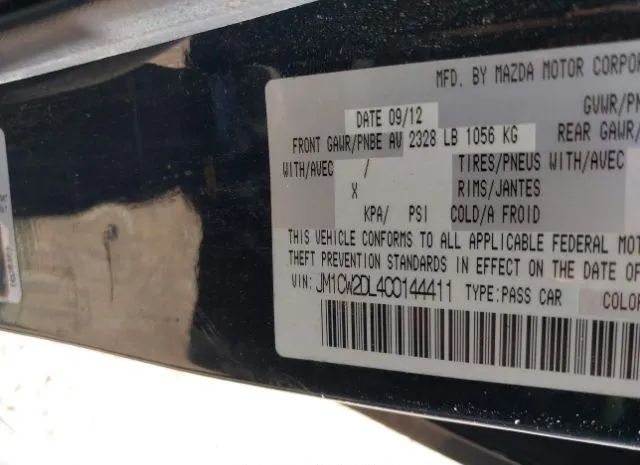 MFD. BY MAZDA MOTOR CORPOR
DATE 09/12 GVWR/PN
FRONT GAWR/PNBE AV 2328 LB 1056 KG REAR GAWR/
WITH/AVEC / TIRES/PNEUS WITH/AVEC
X RIMS/JANTES
KPA/ PSI COLD/A FROID
THIS VEHICLE CONFORMS TO ALL APPLICABLE FEDERAL MOT
THEFT PREVENTION STANDARDS IN EFFECT ON THE DATE OF
VIN: JM1CW2DL4C0144411 TYPE:PASS CAR COLOR